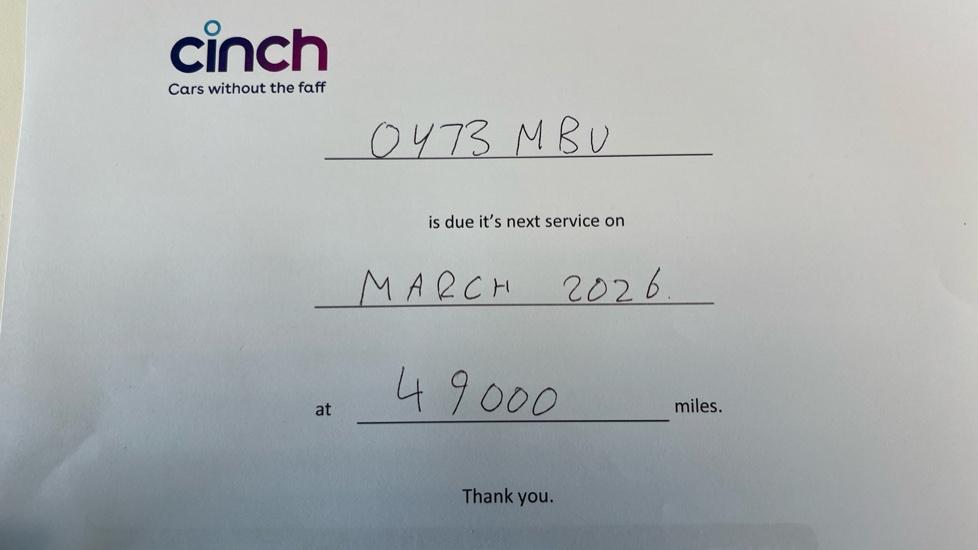 cinch
Cars without the faff
OY73 MBU
is due it's next service on
MARCH 2026.
at 49000 miles.
Thank you.